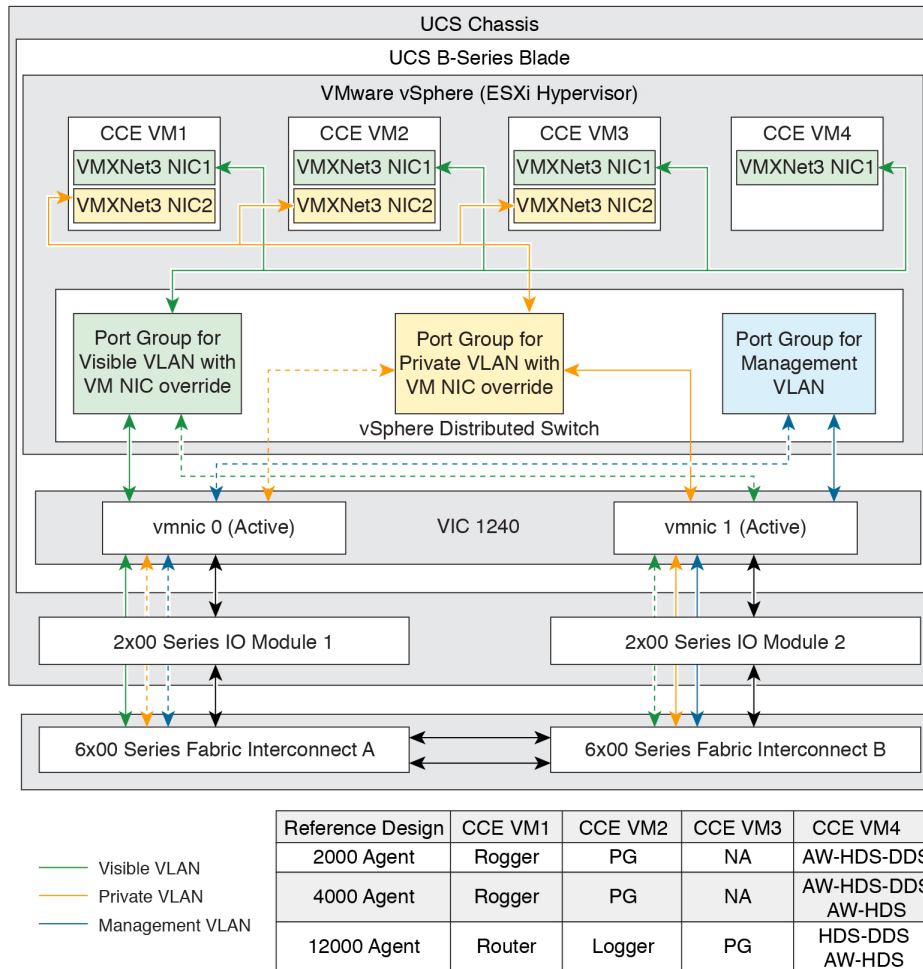 UCS Chassis
UCS B-Series Blade
VMware vSphere (ESXi Hypervisor)
CCE VM1
VMXNet3 NIC1
VMXNet3 NIC2
CCE VM2
VMXNet3 NIC1
VMXNet3 NIC2
CCE VM3
VMXNet3 NIC1
VMXNet3 NIC2
CCE VM4
VMXNet3 NIC1
Port Group for
Visible VLAN with
VM NIC override
Port Group for
Private VLAN with
VM NIC override
Port Group for
Management
VLAN
vSphere Distributed Switch
vmnic 0 (Active)
VIC 1240
vmnic 1 (Active)
2x00 Series IO Module 1
2x00 Series IO Module 2
6x00 Series Fabric Interconnect A
6x00 Series Fabric Interconnect B
Visible VLAN
Private VLAN
Management VLAN
Reference Design CCE VM1 CCE VM2 CCE VM3 CCE VM4
2000 Agent Rogger PG NA AW-HDS-DDS
4000 Agent Rogger PG NA AW-HDS-DDS
AW-HDS
12000 Agent Router Logger PG HDS-DDS
AW-HDS